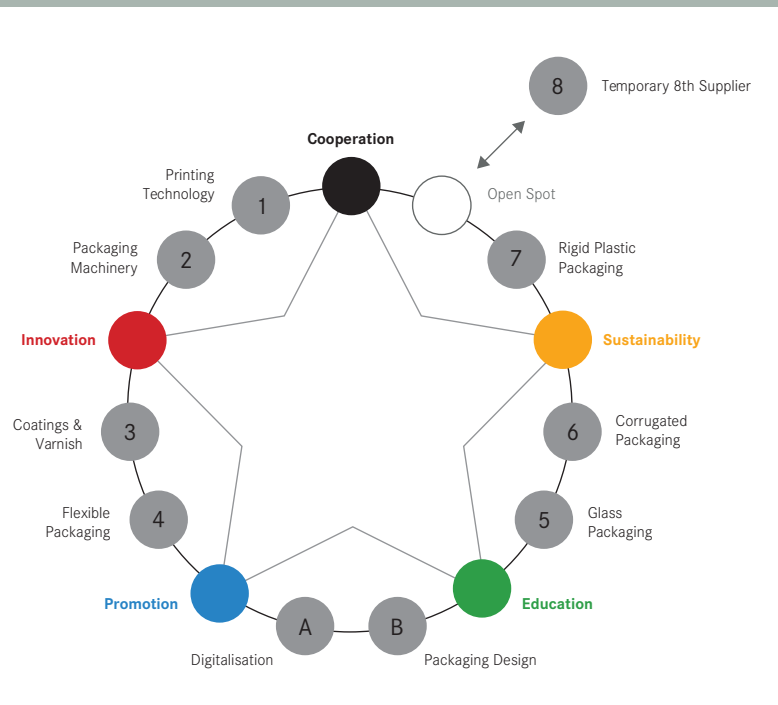 8
Temporary 8th Supplier
Cooperation
Printing
Technology
1
Open Spot
Packaging
Machinery
2
7
Rigid Plastic
Packaging
Innovation
Sustainability
Coatings &
Varnish
3
6
Corrugated
Packaging
Flexible
Packaging
4
5
Glass
Packaging
Promotion
Education
A
B
Digitalisation
Packaging Design